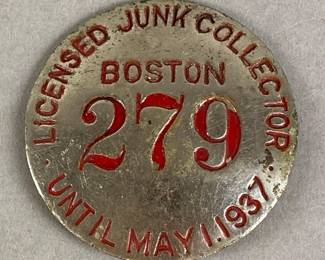 · LICENSED JUNK COLLECTOR ·
BOSTON
279
UNTIL MAY 1.1937